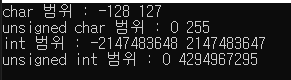 char 범위 : -128 127
unsigned char 범위 : 0 255
int 범위 : -2147483648 2147483647
unsigned int 범위 : 0 4294967295